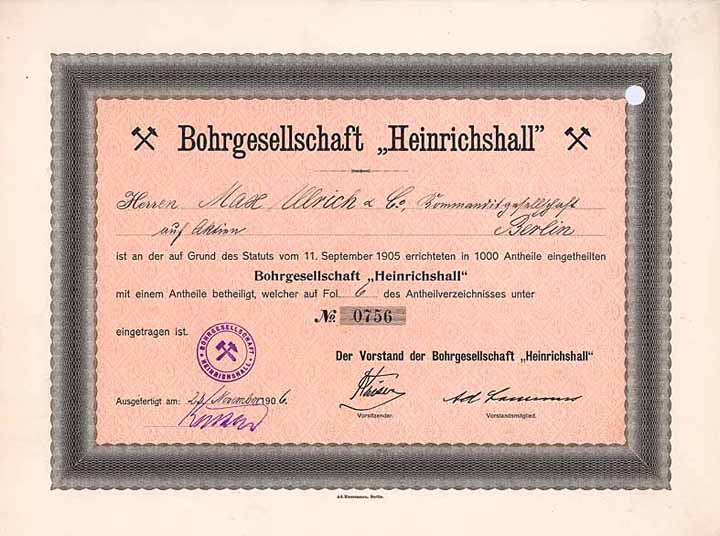 Bohrgesellschaft „Heinrichshall"
Herren Max Ulrich & Co, Kommanditgesellschaft
auf Aktien Berlin
ist an der auf Grund des Statuts vom 11. September 1905 errichteten in 1000 Antheile eingetheilten
Bohrgesellschaft „Heinrichshall"
mit einem Antheile betheiligt, welcher auf Fol. 6 des Antheilverzeichnisses unter
No. 0756
eingetragen ist.
BOHRGESELLSCHAFT HEINRICHSHALL
Der Vorstand der Bohrgesellschaft „Heinrichshall"
Ausgefertigt am: November 1906.
Vorsitzender. Vorstandsmitglied.
Berlin.